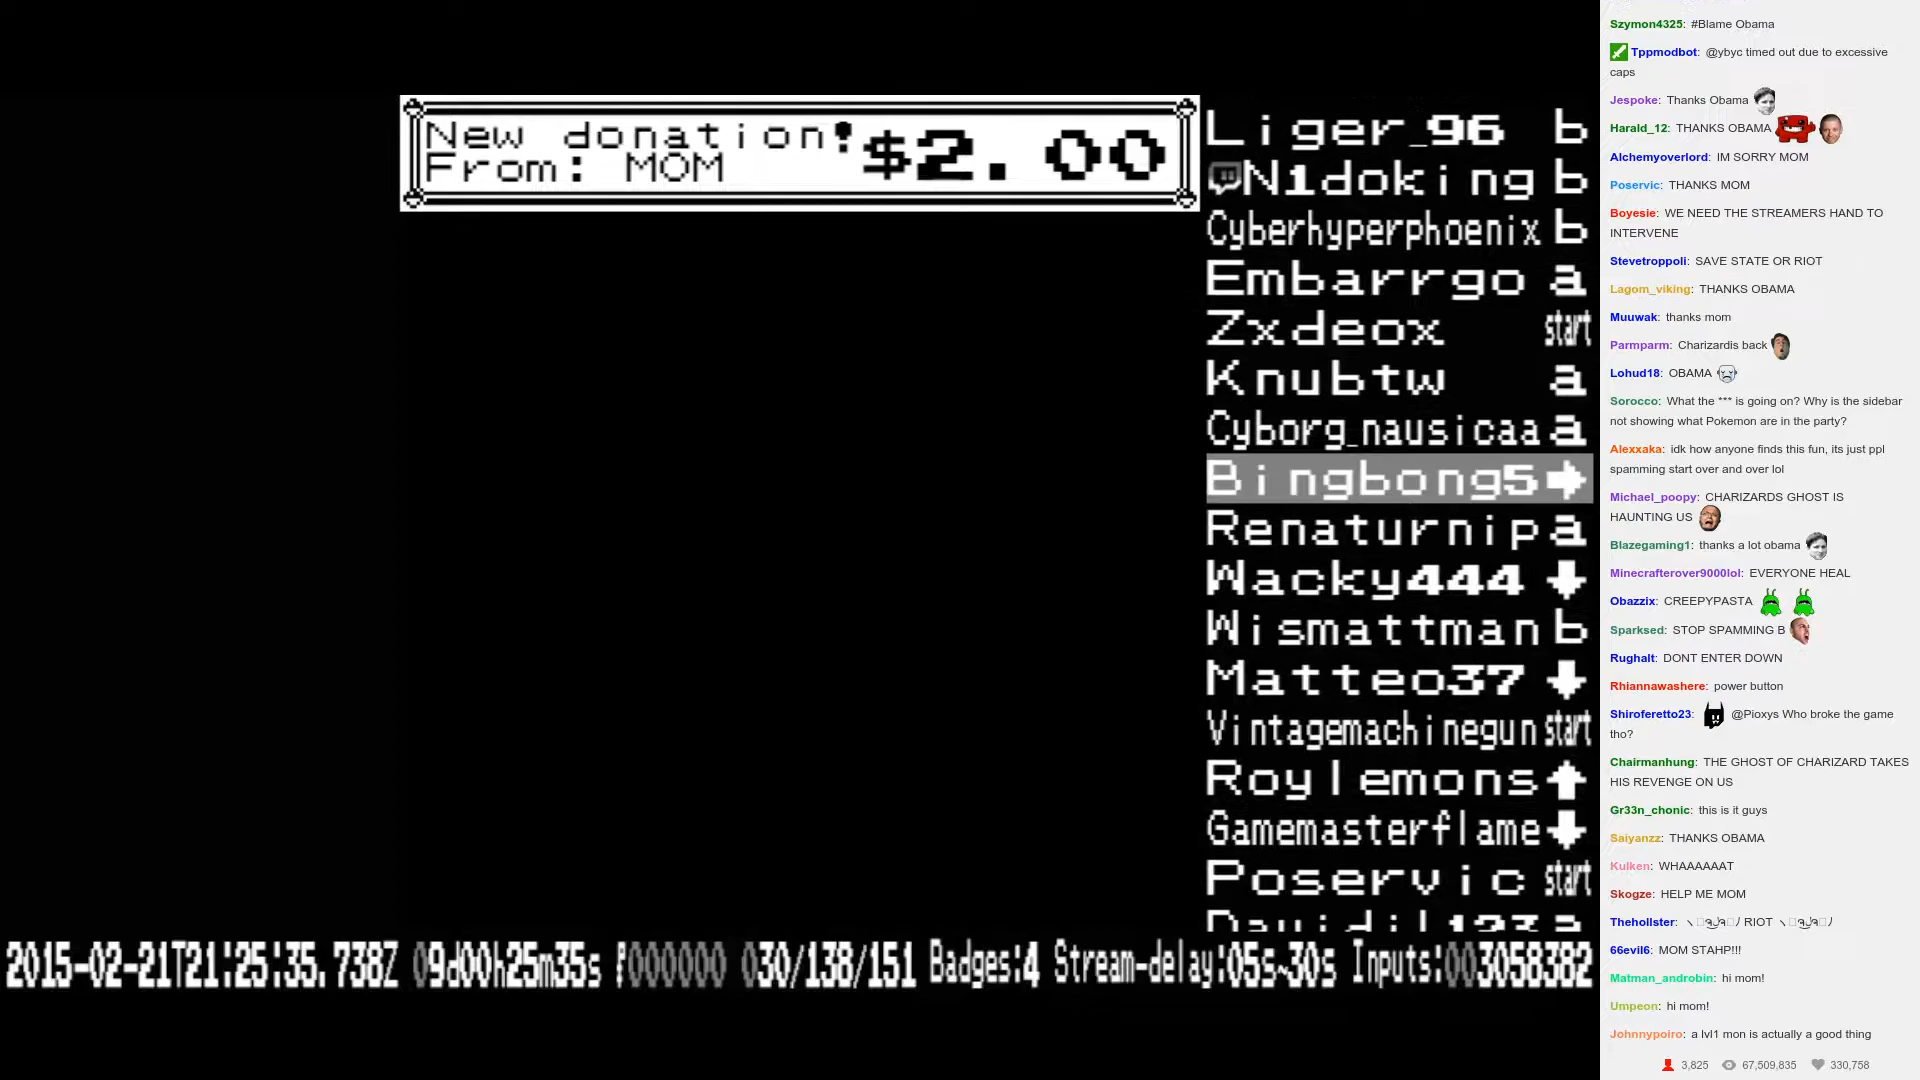 New donation!
From: MOM
$2.00
Liger_96 b
N1doking b
Cyberhyperphoenix b
Embarrgo a
Zxdeox start
Knubtw a
Cyborg_nausicaa a
Bingbong5
Renaturnip a
Wacky444
Wismattman b
Matteo37
Vintagemachinegun start
Roylemons
Gamemasterflame
Poservic start
2015-02-21T21:25:35.738Z 09d00h25m35s 000000 030/138/151 Badges:4 Stream-delay:05s~30s Inputs:003058382
Szymon4325: #Blame Obama
Tppmodbot: @ybyc timed out due to excessive
caps
Jespoke: Thanks Obama
Harald_12: THANKS OBAMA
Alchemyoverlord: IM SORRY MOM
Poservic: THANKS MOM
Boyesie: WE NEED THE STREAMERS HAND TO
INTERVENE
Stevetroppoli: SAVE STATE OR RIOT
Lagom_viking: THANKS OBAMA
Muuwak: thanks mom
Parmparm: Charizardis back
Lohud18: OBAMA
Sorocco: What the *** is going on? Why is the sidebar
not showing what Pokemon are in the party?
Alexxaka: idk how anyone finds this fun, its just ppl
spamming start over and over lol
Michael_poopy: CHARIZARDS GHOST IS
HAUNTING US
Blazegaming1: thanks a lot obama
Minecrafterover9000lol: EVERYONE HEAL
Obazzix: CREEPYPASTA
Sparksed: STOP SPAMMING B
Rughalt: DONT ENTER DOWN
Rhiannawashere: power button
Shiroferetto23: @Pioxys Who broke the game
tho?
Chairmanhung: THE GHOST OF CHARIZARD TAKES
HIS REVENGE ON US
Gr33n_chonic: this is it guys
Saiyanzz: THANKS OBAMA
Kulken: WHAAAAAAT
Skogze: HELP ME MOM
Thehollster: RIOT
66evil6: MOM STAHP!!!
Matman_androbin: hi mom!
Umpeon: hi mom!
Johnnypoiro: a lvl1 mon is actually a good thing
3,825 67,509,835 330,758